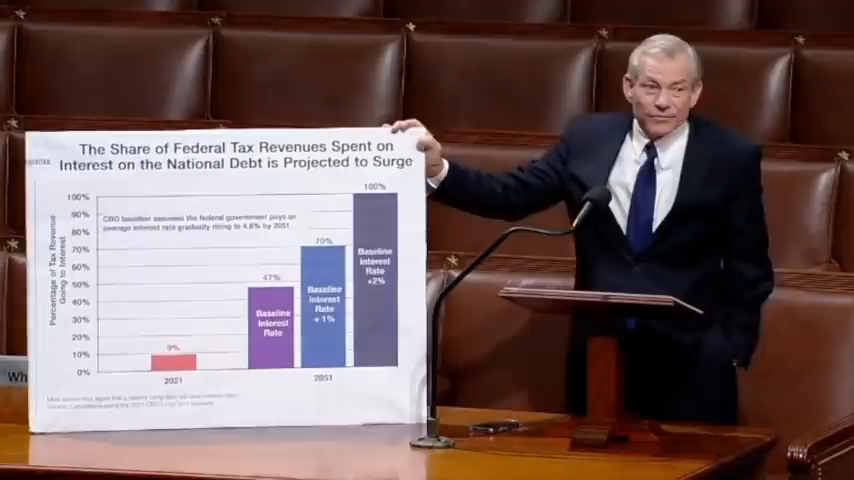 The Share of Federal Tax Revenues Spent on
Interest on the National Debt is Projected to Surge
Percentage of Tax Revenue
Going to Interest
100%
90%
80%
70%
60%
50%
40%
30%
20%
10%
0%
CBO baseline assumes the federal government pays an
average interest rate gradually rising to 4.6% by 2051
9%
47%
70%
100%
Baseline
Interest
Rate
Baseline
Interest
Rate
+ 1%
Baseline
Interest
Rate
+2%
2021
2051
Wh